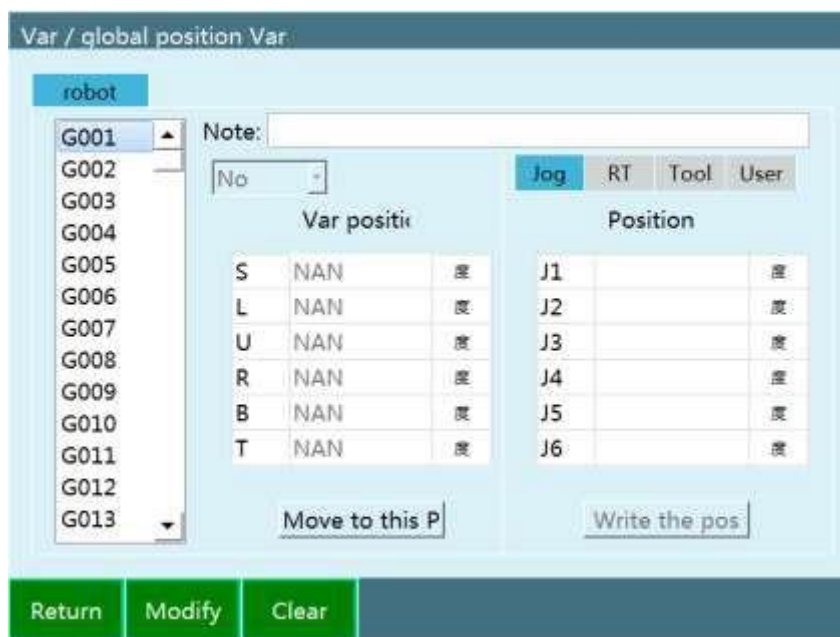 Var / global position Var
robot
G001
G002
G003
G004
G005
G006
G007
G008
G009
G010
G011
G012
G013
Note:
No
Var positi
S NAN 度
L NAN 度
U NAN 度
R NAN 度
B NAN 度
T NAN 度
Move to this P
Jog RT Tool User
Position
J1 度
J2 度
J3 度
J4 度
J5 度
J6 度
Write the pos
Return Modify Clear